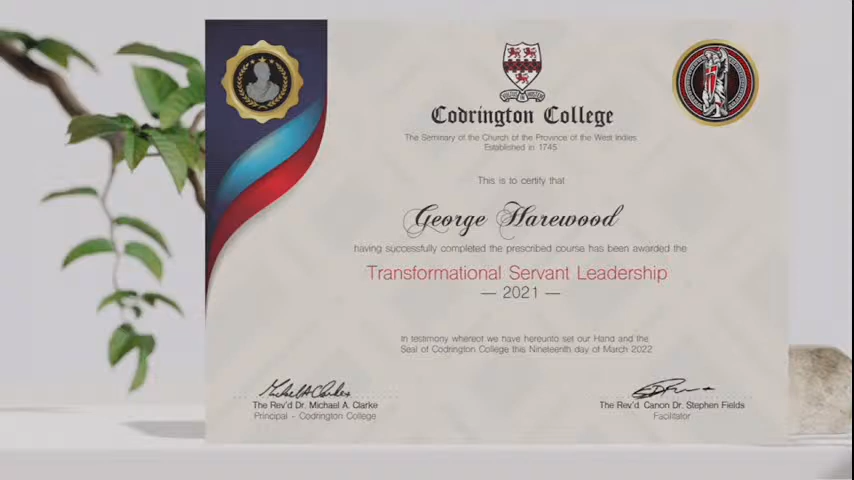 Codrington College
The Seminary of the Church of the Province of the West Indies
Established in 1745
This is to certify that
George Harewood
having successfully completed the prescribed course has been awarded the
Transformational Servant Leadership
— 2021 —
In testimony whereof we have hereunto set our Hand and the
Seal of Codrington College this Nineteenth day of March 2022
The Rev'd Dr. Michael A. Clarke
Principal - Codrington College
The Rev'd. Canon Dr. Stephen Fields
Facilitator